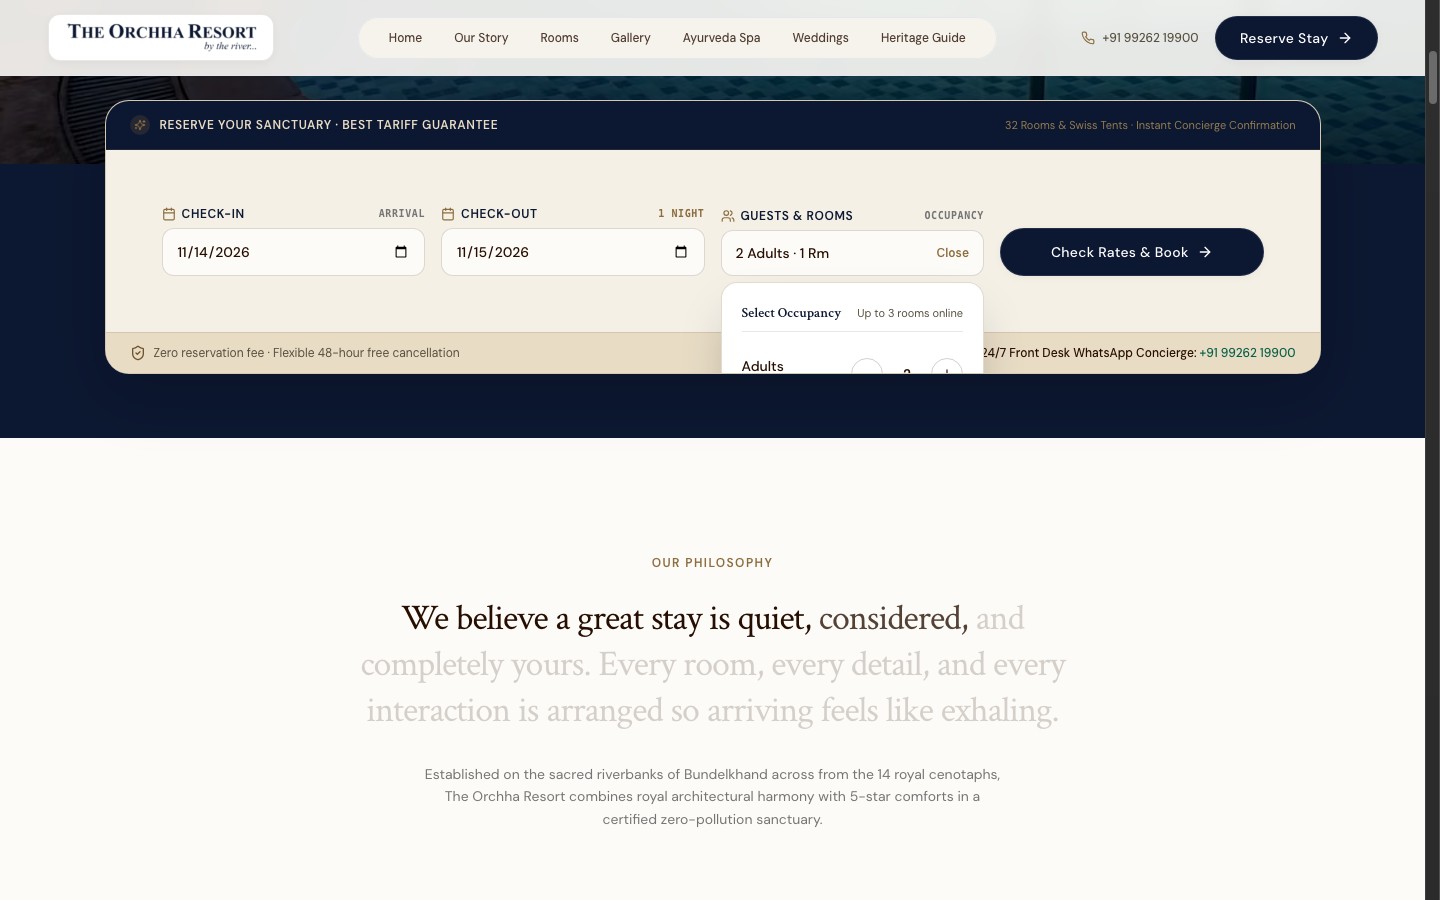 THE ORCHHA RESORT
by the river...
Home
Our Story
Rooms
Gallery
Ayurveda Spa
Weddings
Heritage Guide
+91 99262 19900
Reserve Stay
RESERVE YOUR SANCTUARY · BEST TARIFF GUARANTEE
32 Rooms & Swiss Tents · Instant Concierge Confirmation
CHECK-IN
ARRIVAL
CHECK-OUT
1 NIGHT
GUESTS & ROOMS
OCCUPANCY
11/14/2026
11/15/2026
2 Adults · 1 Rm
Close
Check Rates & Book
Select Occupancy
Up to 3 rooms online
Zero reservation fee · Flexible 48-hour free cancellation
24/7 Front Desk WhatsApp Concierge: +91 99262 19900
Adults
OUR PHILOSOPHY
We believe a great stay is quiet, considered, and
completely yours. Every room, every detail, and every
interaction is arranged so arriving feels like exhaling.
Established on the sacred riverbanks of Bundelkhand across from the 14 royal cenotaphs,
The Orchha Resort combines royal architectural harmony with 5-star comforts in a
certified zero-pollution sanctuary.